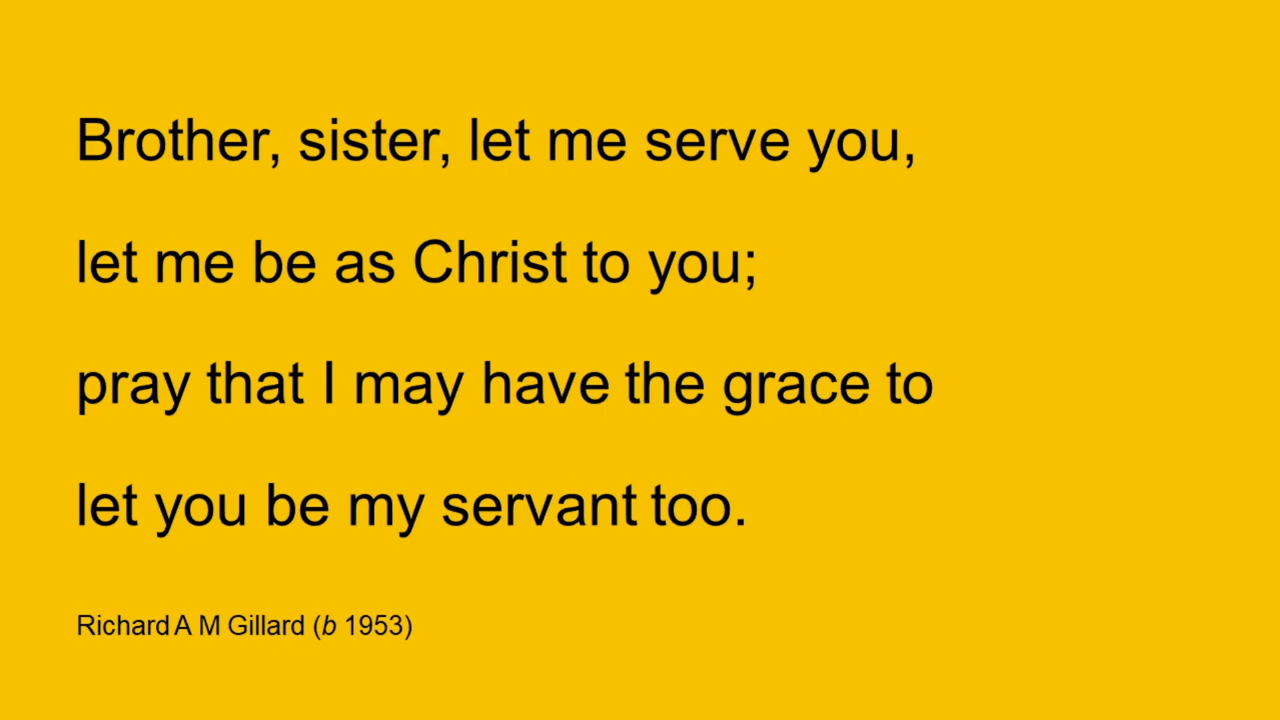 Brother, sister, let me serve you,
let me be as Christ to you;
pray that I may have the grace to
let you be my servant too.
Richard A M Gillard (b 1953)